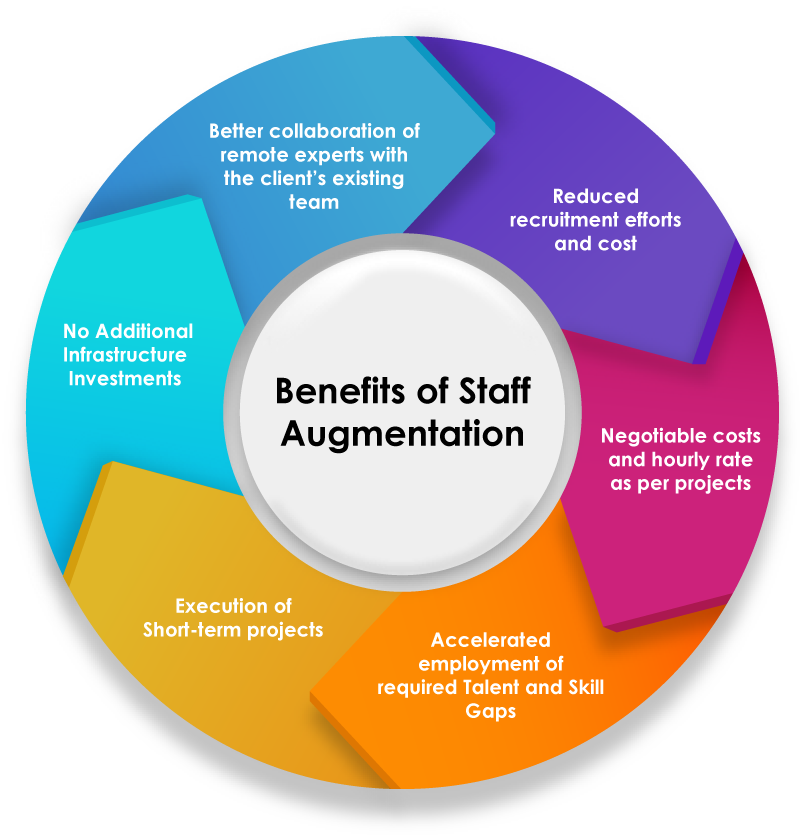 Better collaboration of
remote experts with
the client's existing
team
Reduced
recruitment efforts
and cost
No Additional
Infrastructure
Investments
Benefits of Staff
Augmentation
Negotiable costs
and hourly rate
as per projects
Execution of
Short-term projects
Accelerated
employment of
required Talent and Skill
Gaps